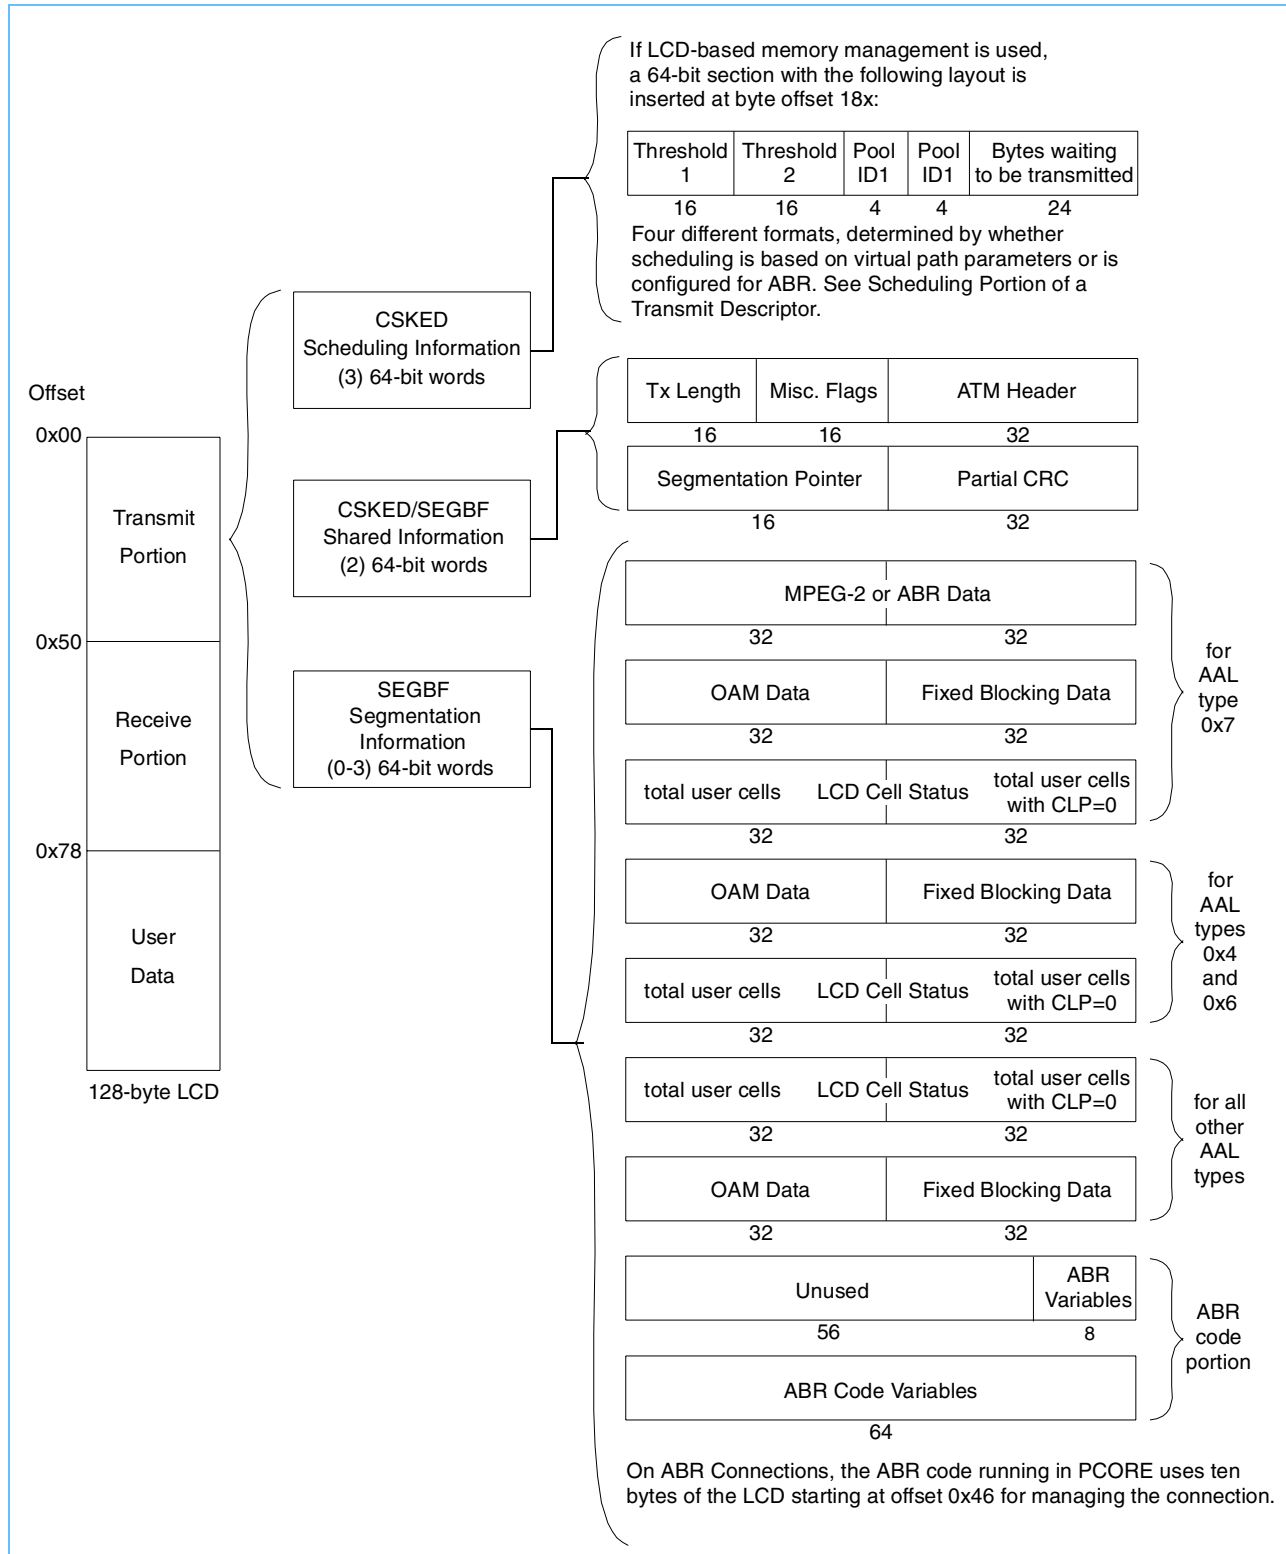 If LCD-based memory management is used,
a 64-bit section with the following layout is
inserted at byte offset 18x:
Threshold 1
Threshold 2
Pool ID1
Pool ID1
Bytes waiting to be transmitted
16
16
4
4
24
Four different formats, determined by whether
scheduling is based on virtual path parameters or is
configured for ABR. See Scheduling Portion of a
Transmit Descriptor.
CSKED
Scheduling Information
(3) 64-bit words
Tx Length
Misc. Flags
ATM Header
16
16
32
Segmentation Pointer
Partial CRC
16
32
Offset
0x00
Transmit
Portion
0x50
Receive
Portion
0x78
User
Data
128-byte LCD
CSKED/SEGBF
Shared Information
(2) 64-bit words
SEGBF
Segmentation
Information
(0-3) 64-bit words
MPEG-2 or ABR Data
32
32
OAM Data
Fixed Blocking Data
32
32
total user cells
LCD Cell Status
total user cells
with CLP=0
32
32
for
AAL
type
0x7
OAM Data
Fixed Blocking Data
32
32
total user cells
LCD Cell Status
total user cells
with CLP=0
32
32
for
AAL
types
0x4
and
0x6
total user cells
LCD Cell Status
total user cells
with CLP=0
32
32
OAM Data
Fixed Blocking Data
32
32
for all
other
AAL
types
Unused
ABR
Variables
56
8
ABR Code Variables
64
ABR
code
portion
On ABR Connections, the ABR code running in PCORE uses ten
bytes of the LCD starting at offset 0x46 for managing the connection.